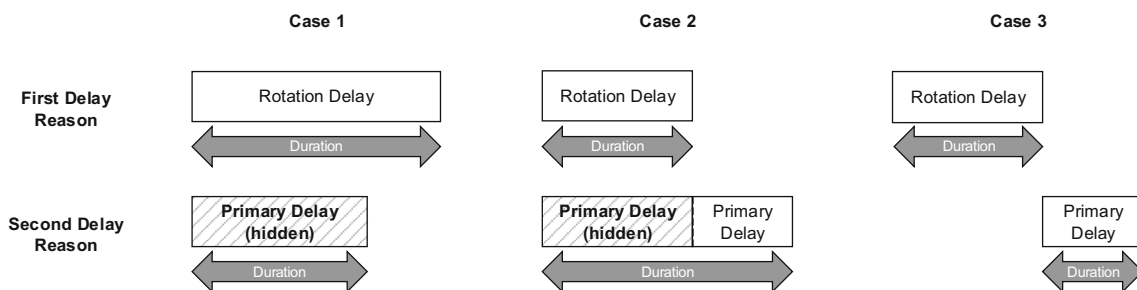 Case 1
Case 2
Case 3
First Delay
Reason
Rotation Delay
Rotation Delay
Rotation Delay
Duration
Duration
Duration
Second Delay
Reason
Primary Delay
(hidden)
Primary Delay
(hidden)
Primary
Delay
Primary
Delay
Duration
Duration
Duration